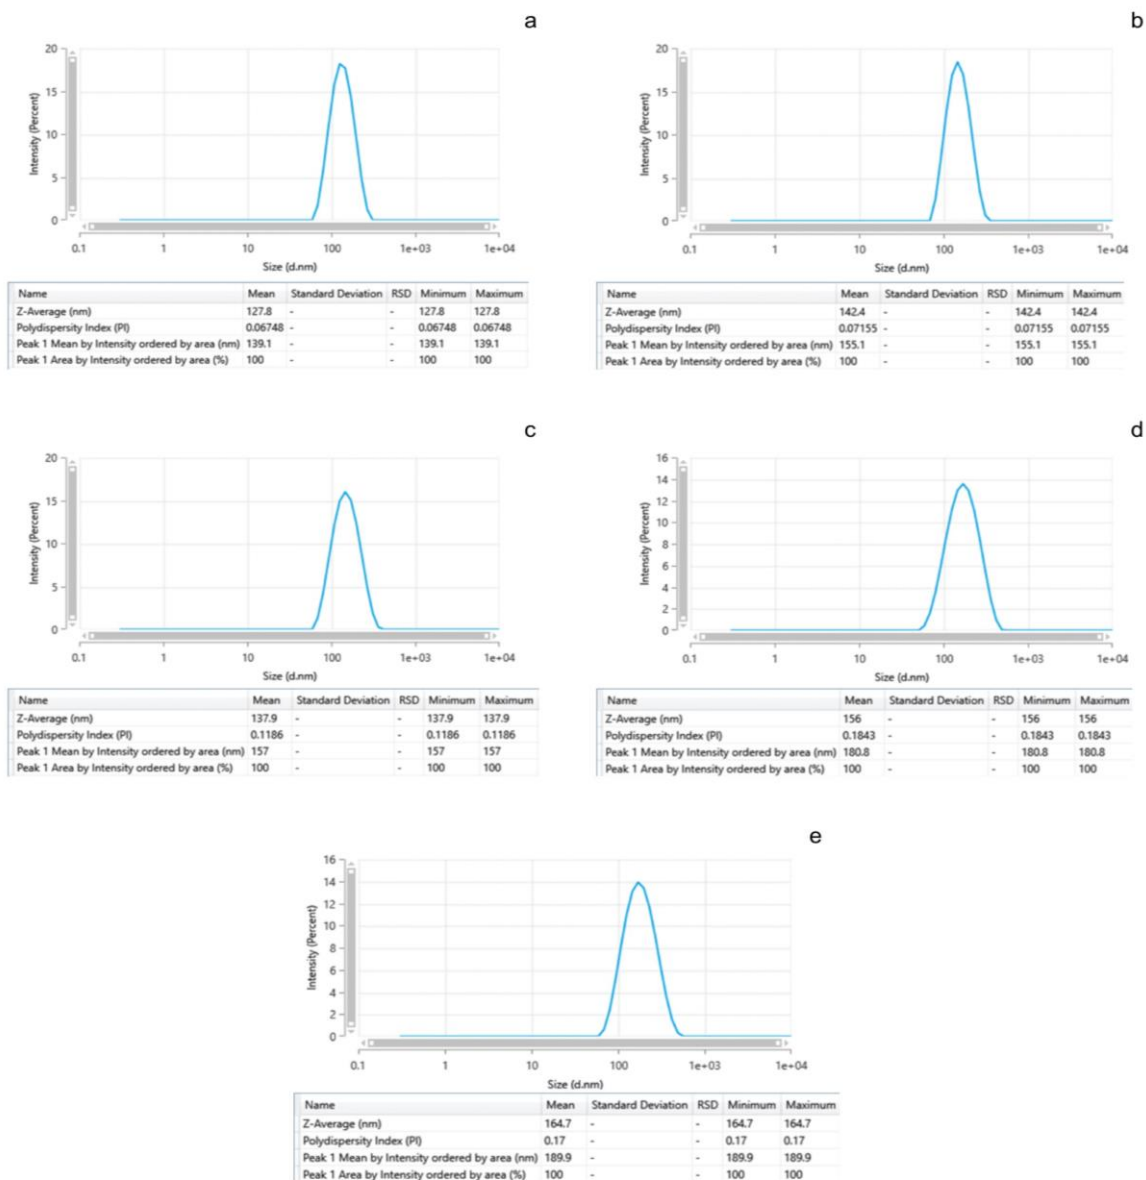 a
20
15
10
5
0
Intensity (Percent)
0.1 1 10 100 1e+03 1e+04
Size (d.nm)
Name Mean Standard Deviation RSD Minimum Maximum
Z-Average (nm) 127.8 - - 127.8 127.8
Polydispersity Index (PI) 0.06748 - - 0.06748 0.06748
Peak 1 Mean by Intensity ordered by area (nm) 139.1 - - 139.1 139.1
Peak 1 Area by Intensity ordered by area (%) 100 - - 100 100
b
20
15
10
5
0
Intensity (Percent)
0.1 1 10 100 1e+03 1e+04
Size (d.nm)
Name Mean Standard Deviation RSD Minimum Maximum
Z-Average (nm) 142.4 - - 142.4 142.4
Polydispersity Index (PI) 0.07155 - - 0.07155 0.07155
Peak 1 Mean by Intensity ordered by area (nm) 155.1 - - 155.1 155.1
Peak 1 Area by Intensity ordered by area (%) 100 - - 100 100
c
20
15
10
5
0
Intensity (Percent)
0.1 1 10 100 1e+03 1e+04
Size (d.nm)
Name Mean Standard Deviation RSD Minimum Maximum
Z-Average (nm) 137.9 - - 137.9 137.9
Polydispersity Index (PI) 0.1186 - - 0.1186 0.1186
Peak 1 Mean by Intensity ordered by area (nm) 157 - - 157 157
Peak 1 Area by Intensity ordered by area (%) 100 - - 100 100
d
16
14
12
10
8
6
4
2
0
Intensity (Percent)
0.1 1 10 100 1e+03 1e+04
Size (d.nm)
Name Mean Standard Deviation RSD Minimum Maximum
Z-Average (nm) 156 - - 156 156
Polydispersity Index (PI) 0.1843 - - 0.1843 0.1843
Peak 1 Mean by Intensity ordered by area (nm) 180.8 - - 180.8 180.8
Peak 1 Area by Intensity ordered by area (%) 100 - - 100 100
e
16
14
12
10
8
6
4
2
0
Intensity (Percent)
0.1 1 10 100 1e+03 1e+04
Size (d.nm)
Name Mean Standard Deviation RSD Minimum Maximum
Z-Average (nm) 164.7 - - 164.7 164.7
Polydispersity Index (PI) 0.17 - - 0.17 0.17
Peak 1 Mean by Intensity ordered by area (nm) 189.9 - - 189.9 189.9
Peak 1 Area by Intensity ordered by area (%) 100 - - 100 100